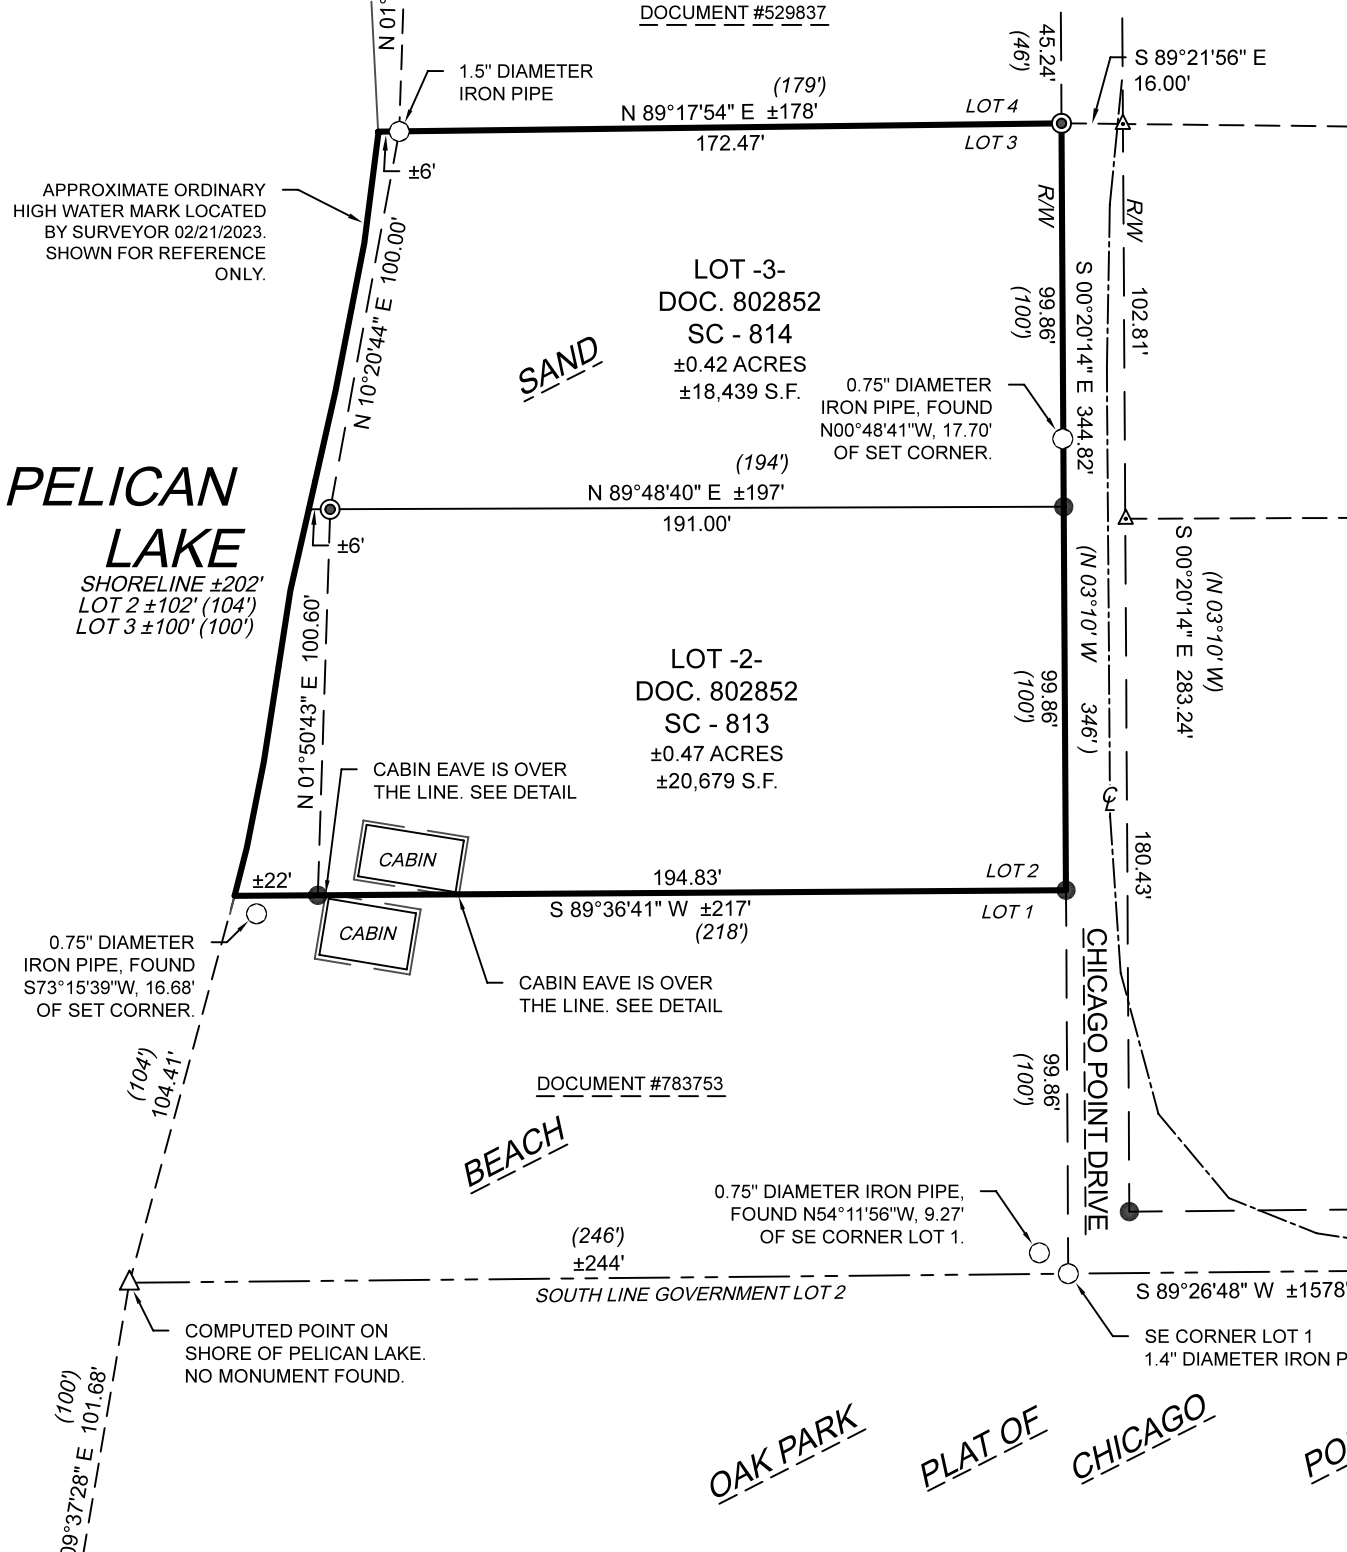 DOCUMENT #529837
N 01°
45.24'
(46')
S 89°21'56" E
16.00'
1.5" DIAMETER
IRON PIPE
(179')
N 89°17'54" E ±178'
172.47'
LOT 4
LOT 3
±6'
APPROXIMATE ORDINARY
HIGH WATER MARK LOCATED
BY SURVEYOR 02/21/2023.
SHOWN FOR REFERENCE
ONLY.
N 10°20'44" E 100.00'
R/W
R/W
LOT -3-
DOC. 802852
SC - 814
±0.42 ACRES
±18,439 S.F.
SAND
99.86'
(100')
S 00°20'14" E 344.82'
102.81'
0.75" DIAMETER
IRON PIPE, FOUND
N00°48'41"W, 17.70'
OF SET CORNER.
PELICAN
LAKE
SHORELINE ±202'
LOT 2 ±102' (104')
LOT 3 ±100' (100')
(194')
N 89°48'40" E ±197'
191.00'
±6'
(N 03°10' W 346')
(N 03°10' W)
S 00°20'14" E 283.24'
N 01°50'43" E 100.60'
LOT -2-
DOC. 802852
SC - 813
±0.47 ACRES
±20,679 S.F.
99.86'
(100')
CABIN EAVE IS OVER
THE LINE. SEE DETAIL
CL
CABIN
180.43'
±22'
194.83'
LOT 2
S 89°36'41" W ±217'
(218')
LOT 1
CABIN
0.75" DIAMETER
IRON PIPE, FOUND
S73°15'39"W, 16.68'
OF SET CORNER.
CABIN EAVE IS OVER
THE LINE. SEE DETAIL
CHICAGO POINT DRIVE
(104')
104.41'
99.86'
(100')
DOCUMENT #783753
BEACH
0.75" DIAMETER IRON PIPE,
FOUND N54°11'56"W, 9.27'
OF SE CORNER LOT 1.
(246')
±244'
SOUTH LINE GOVERNMENT LOT 2
S 89°26'48" W ±1578'
COMPUTED POINT ON
SHORE OF PELICAN LAKE.
NO MONUMENT FOUND.
SE CORNER LOT 1
1.4" DIAMETER IRON P
(100')
09°37'28" E 101.68'
OAK PARK
PLAT OF
CHICAGO
PO